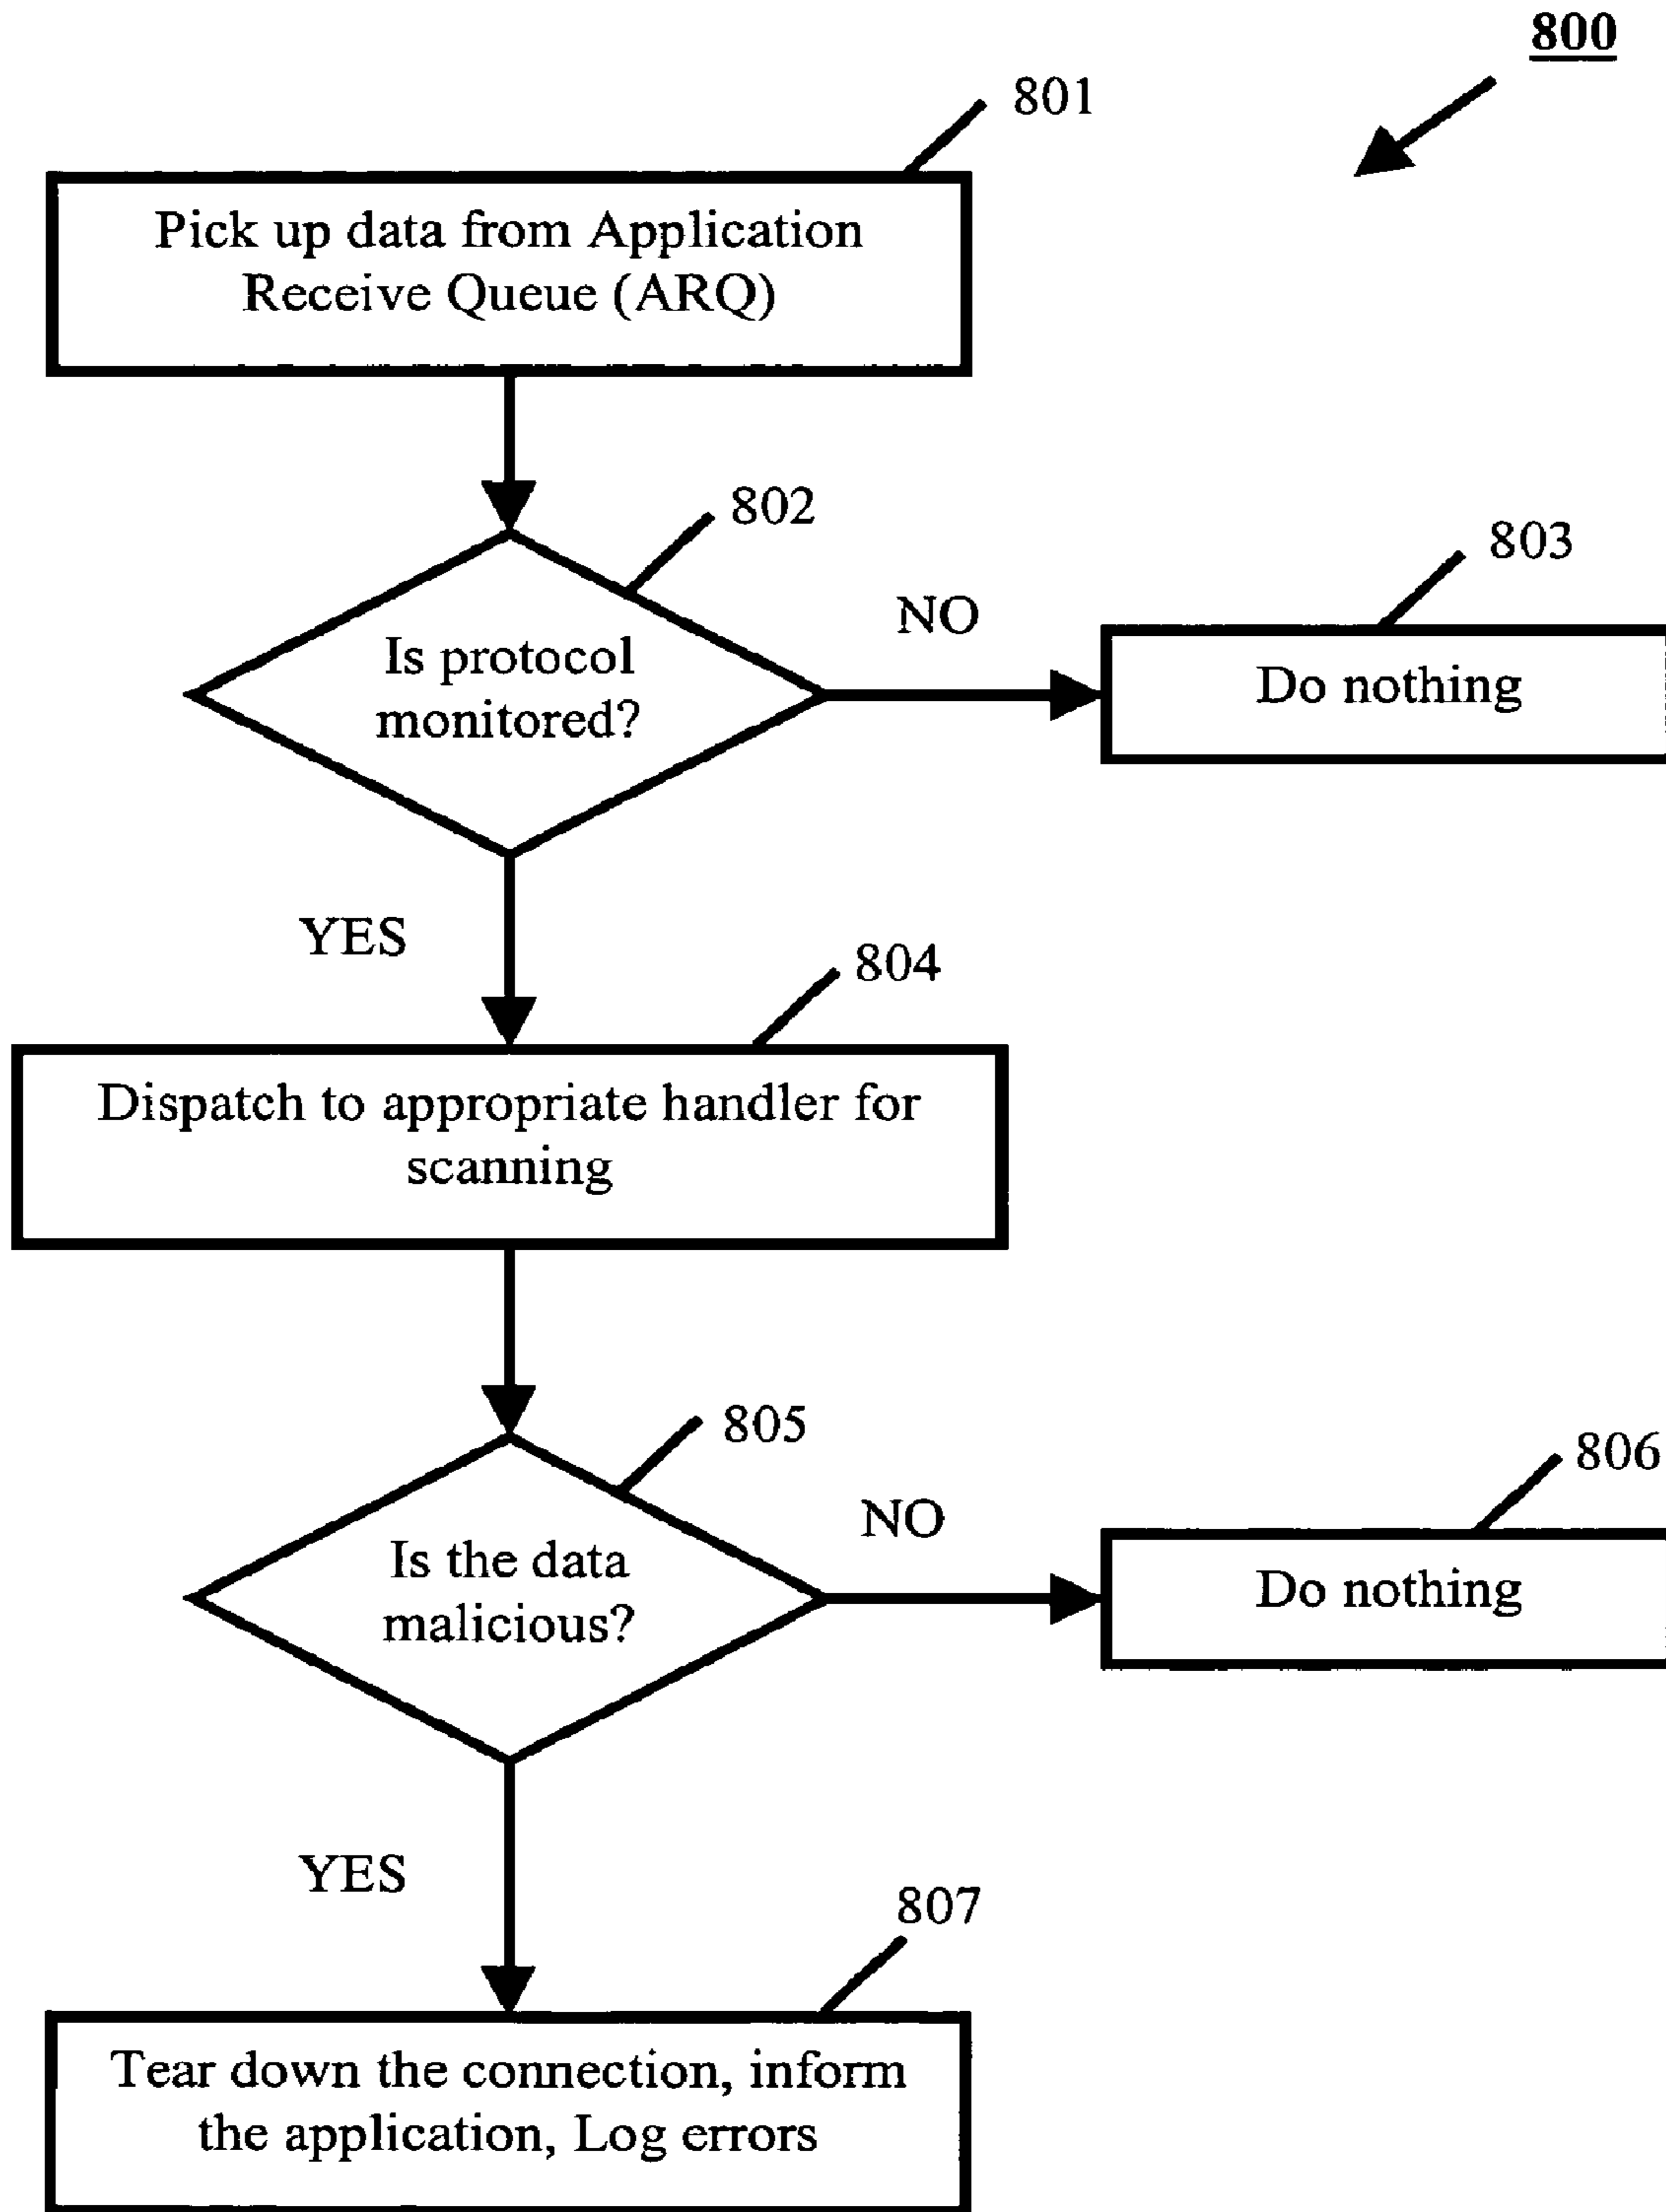 800
801
Pick up data from Application
Receive Queue (ARQ)
802
Is protocol
monitored?
NO
803
Do nothing
YES
804
Dispatch to appropriate handler for
scanning
805
Is the data
malicious?
NO
806
Do nothing
YES
807
Tear down the connection, inform
the application, Log errors